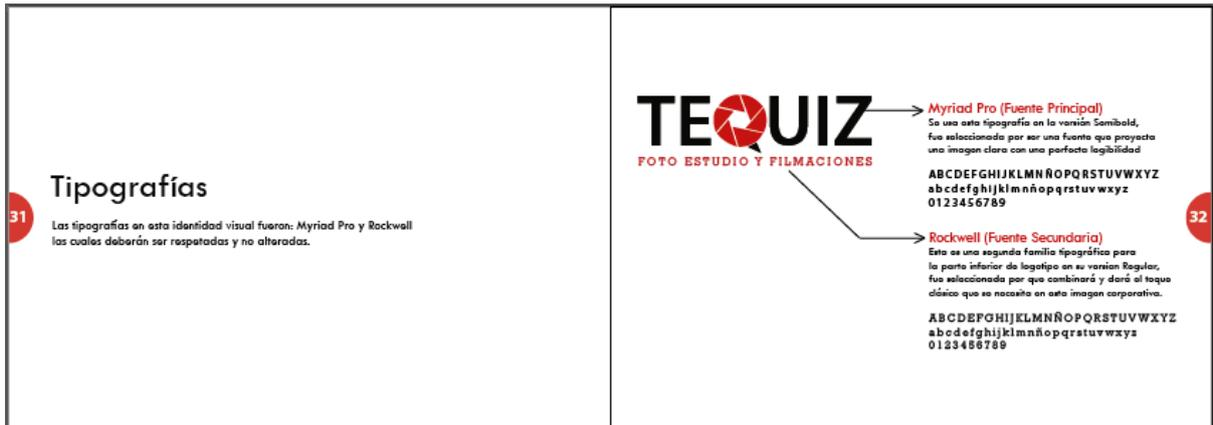 Tipografías
31
Las tipografías en esta identidad visual fueron: Myriad Pro y Rockwell
las cuales deberán ser respetadas y no alteradas.
TEQUIZ
FOTO ESTUDIO Y FILMACIONES
Myriad Pro (Fuente Principal)
Se usa esta tipografía en la versión Semibold,
fue seleccionada por ser una fuente que proyecta
una imagen clara con una perfecta legibilidad
ABCDEFGHIJKLMNÑOPQRSTUVWXYZ
abcdefghijklmnñopqrstuvwxyz
0123456789
32
Rockwell (Fuente Secundaria)
Esta es una segunda familia tipográfica para
la parte inferior de logotipo en su version Regular,
fue seleccionada por que combinará y dará el toque
clásico que se necesita en esta imagen corporativa.
ABCDEFGHIJKLMNÑOPQRSTUVWXYZ
abcdefghijklmnñopqrstuvwxyz
0123456789